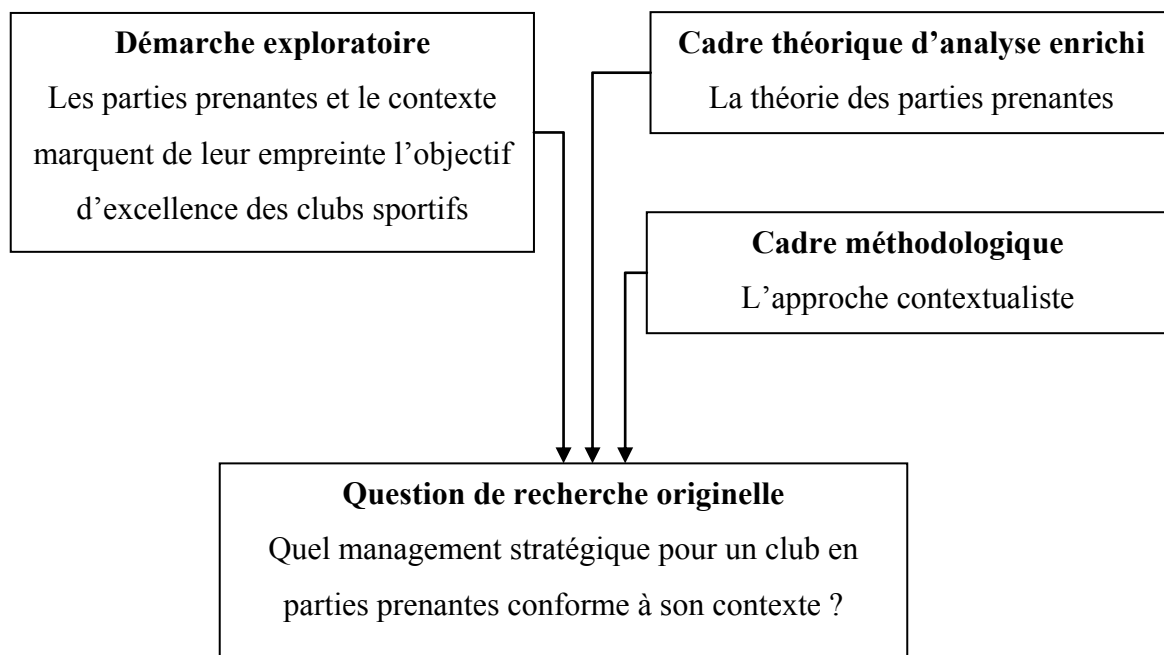 Démarche exploratoire
Les parties prenantes et le contexte
marquent de leur empreinte l’objectif
d’excellence des clubs sportifs
Cadre théorique d’analyse enrichi
La théorie des parties prenantes
Cadre méthodologique
L’approche contextualiste
Question de recherche originelle
Quel management stratégique pour un club en
parties prenantes conforme à son contexte ?